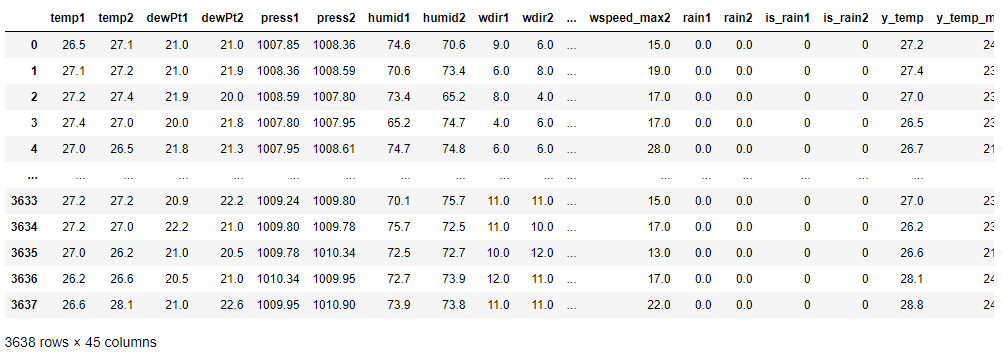 temp1 temp2 dewPt1 dewPt2 press1 press2 humid1 humid2 wdir1 wdir2 ... wspeed_max2 rain1 rain2 is_rain1 is_rain2 y_temp y_temp_m
0 26.5 27.1 21.0 21.0 1007.85 1008.36 74.6 70.6 9.0 6.0 ... 15.0 0.0 0.0 0 0 27.2 24
1 27.1 27.2 21.0 21.9 1008.36 1008.59 70.6 73.4 6.0 8.0 ... 19.0 0.0 0.0 0 0 27.4 23
2 27.2 27.4 21.9 20.0 1008.59 1007.80 73.4 65.2 8.0 4.0 ... 17.0 0.0 0.0 0 0 27.0 23
3 27.4 27.0 20.0 21.8 1007.80 1007.95 65.2 74.7 4.0 6.0 ... 17.0 0.0 0.0 0 0 26.5 23
4 27.0 26.5 21.8 21.3 1007.95 1008.61 74.7 74.8 6.0 6.0 ... 28.0 0.0 0.0 0 0 26.7 21
... ... ... ... ... ... ... ... ... ... ... ... ... ... ... ... ... ...
3633 27.2 27.2 20.9 22.2 1009.24 1009.80 70.1 75.7 11.0 11.0 ... 15.0 0.0 0.0 0 0 27.0 23
3634 27.2 27.0 22.2 21.0 1009.80 1009.78 75.7 72.5 11.0 10.0 ... 17.0 0.0 0.0 0 0 26.2 23
3635 27.0 26.2 21.0 20.5 1009.78 1010.34 72.5 72.7 10.0 12.0 ... 13.0 0.0 0.0 0 0 26.6 21
3636 26.2 26.6 20.5 21.0 1010.34 1009.95 72.7 73.9 12.0 11.0 ... 17.0 0.0 0.0 0 0 28.1 24
3637 26.6 28.1 21.0 22.6 1009.95 1010.90 73.9 73.8 11.0 11.0 ... 22.0 0.0 0.0 0 0 28.8 24
3638 rows × 45 columns